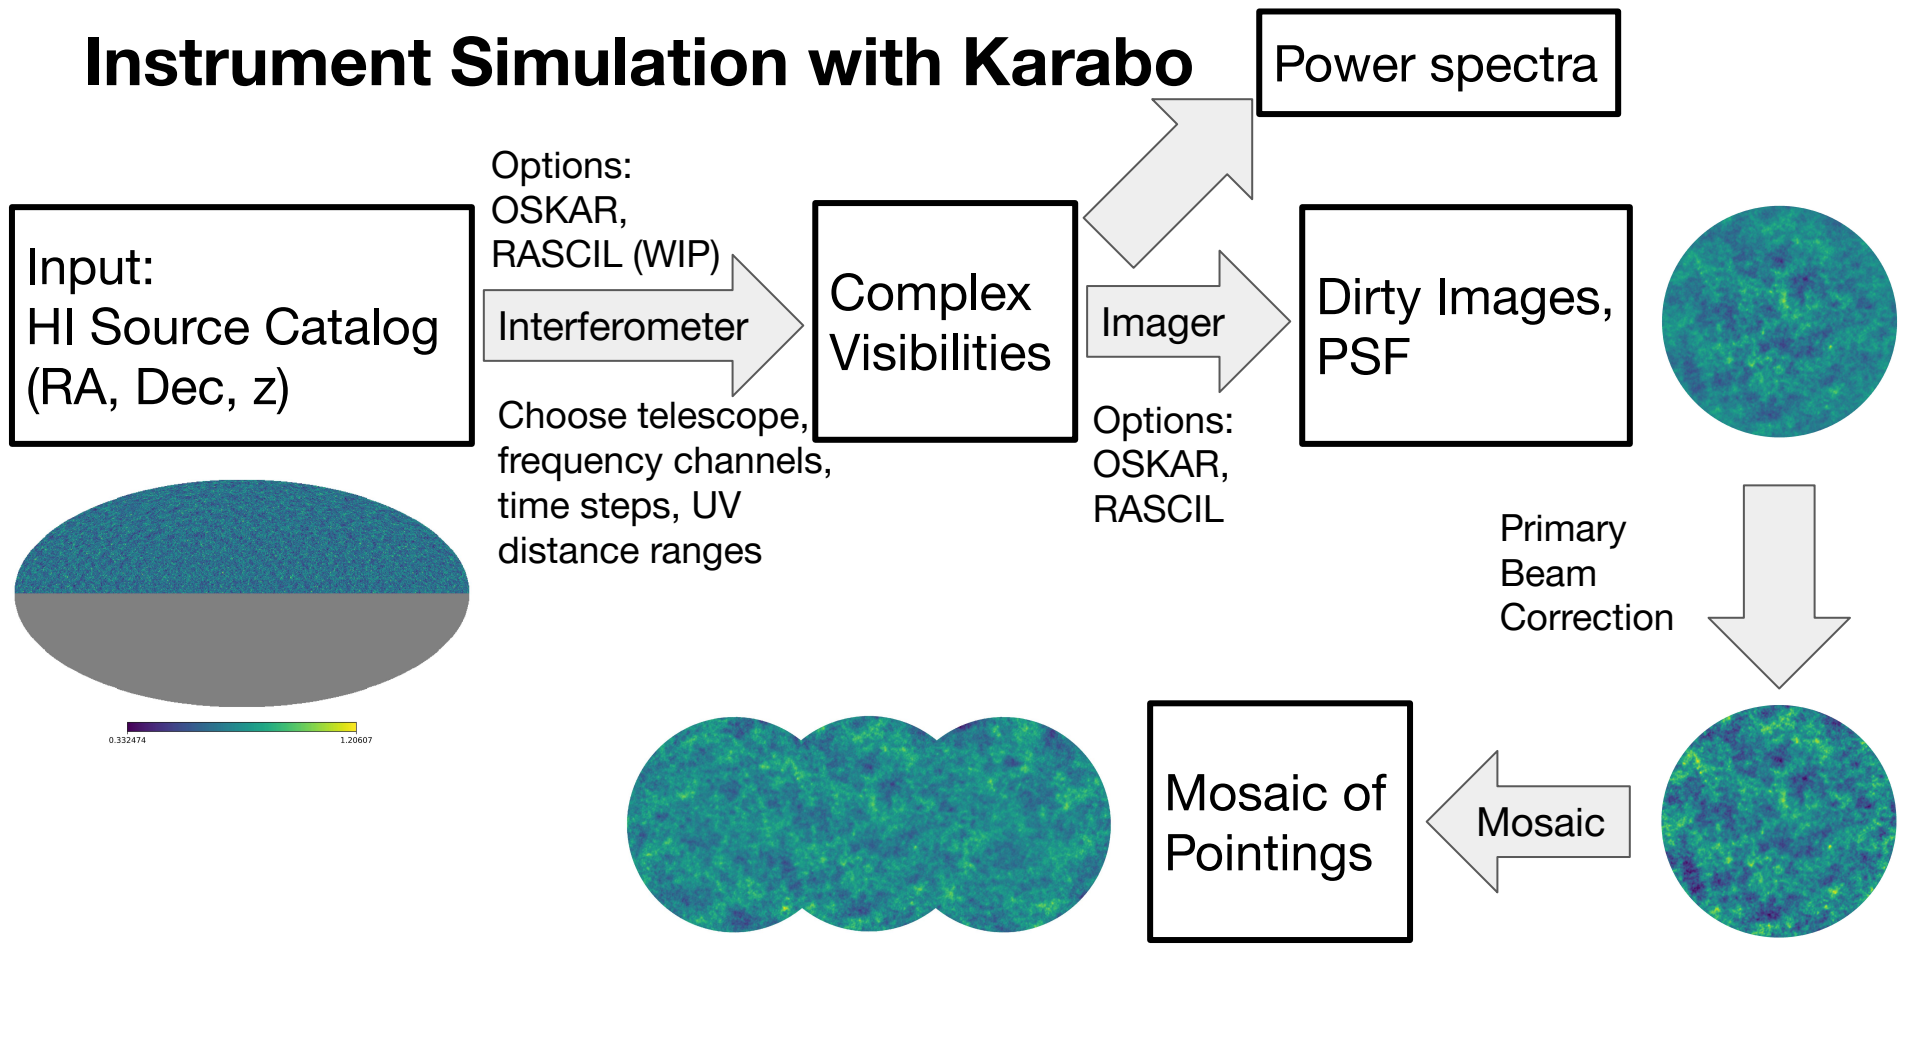 Instrument Simulation with Karabo
Power spectra
Options:
OSKAR,
RASCIL (WIP)
Input:
HI Source Catalog
(RA, Dec, z)
Interferometer
Choose telescope,
frequency channels,
time steps, UV
distance ranges
Complex
Visibilities
Imager
Options:
OSKAR,
RASCIL
Dirty Images,
PSF
Primary
Beam
Correction
Mosaic
Mosaic of
Pointings
0.332474
1.20607